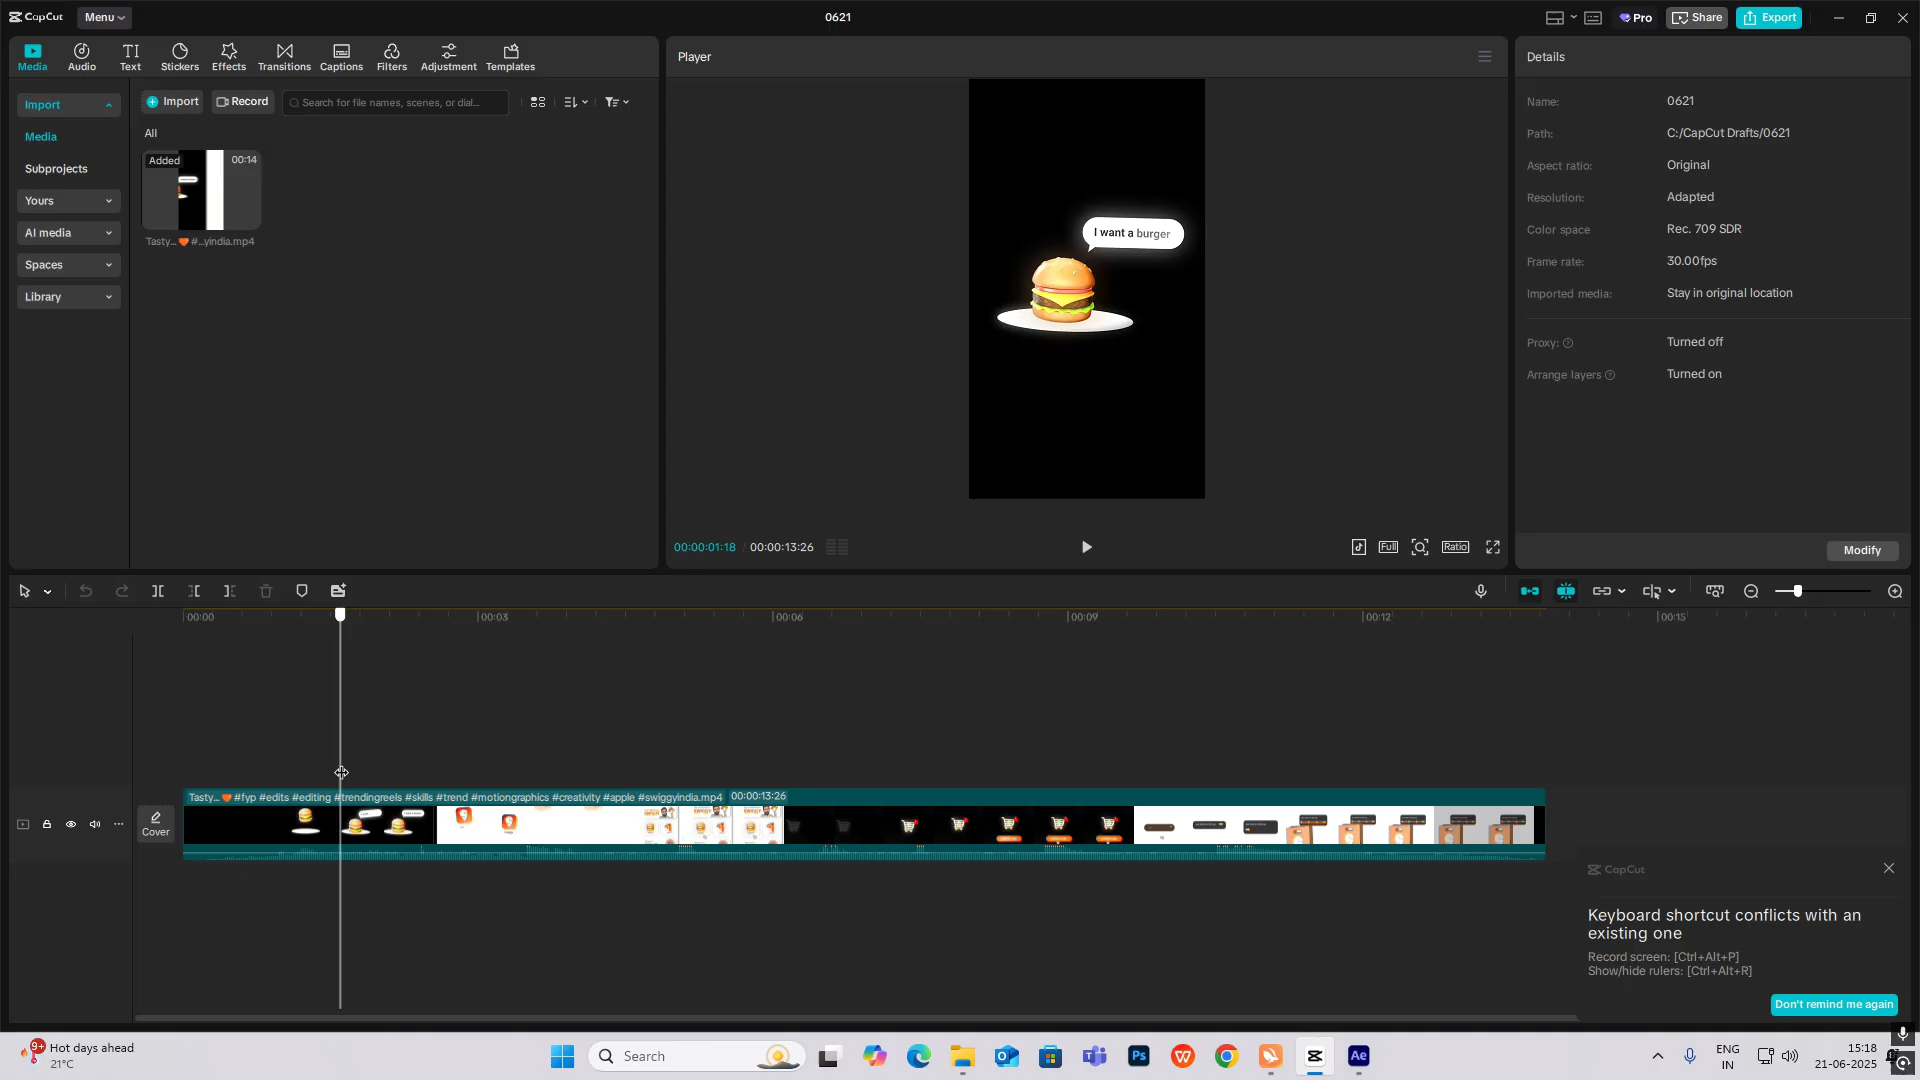 CapCut
Menu
0621
Pro
Share
Export
Media
Audio
Text
Stickers
Effects
Transitions
Captions
Filters
Adjustment
Templates
Player
Details
Import
Media
Subprojects
Yours
AI media
Spaces
Library
Import
Record
Search for file names, scenes, or dial...
All
Added
00:14
Tasty...🧡 #...yindia.mp4
I want a burger
Name:
0621
Path:
C:/CapCut Drafts/0621
Aspect ratio:
Original
Resolution:
Adapted
Color space
Rec. 709 SDR
Frame rate:
30.00fps
Imported media:
Stay in original location
Proxy:
Turned off
Arrange layers
Turned on
Modify
00:00:01:18 / 00:00:13:26
Full
Ratio
00:00
00:03
00:06
00:09
00:12
00:15
Cover
Tasty...🧡 #fyp #edits #editing #trendingreels #skills #trend #motiongraphics #creativity #apple #swiggyindia.mp4 00:00:13:26
CapCut
Keyboard shortcut conflicts with an
existing one
Record screen: [Ctrl+Alt+P]
Show/hide rulers: [Ctrl+Alt+R]
Don't remind me again
9+
Hot days ahead
21°C
Search
Ps
Ae
ENG
IN
15:18
21-06-2025